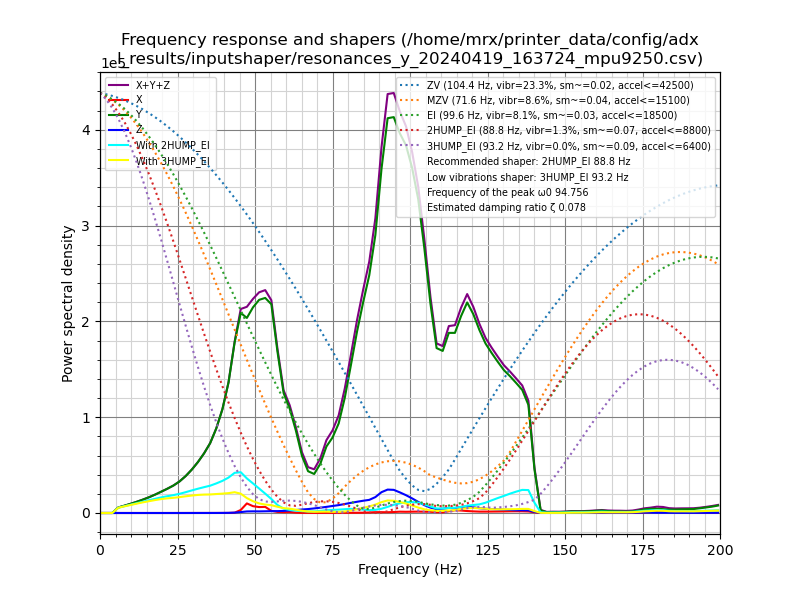 Frequency response and shapers (/home/mrx/printer_data/config/adx
l_results/inputshaper/resonances_y_20240419_163724_mpu9250.csv)
1e5
X+Y+Z
X
Y
Z
With 2HUMP_EI
With 3HUMP_EI
ZV (104.4 Hz, vibr=23.3%, sm~=0.02, accel<=42500)
MZV (71.6 Hz, vibr=8.6%, sm~=0.04, accel<=15100)
EI (99.6 Hz, vibr=8.1%, sm~=0.03, accel<=18500)
2HUMP_EI (88.8 Hz, vibr=1.3%, sm~=0.07, accel<=8800)
3HUMP_EI (93.2 Hz, vibr=0.0%, sm~=0.09, accel<=6400)
Recommended shaper: 2HUMP_EI 88.8 Hz
Low vibrations shaper: 3HUMP_EI 93.2 Hz
Frequency of the peak ω0 94.756
Estimated damping ratio ζ 0.078
Power spectral density
4
3
2
1
0
0 25 50 75 100 125 150 175 200
Frequency (Hz)